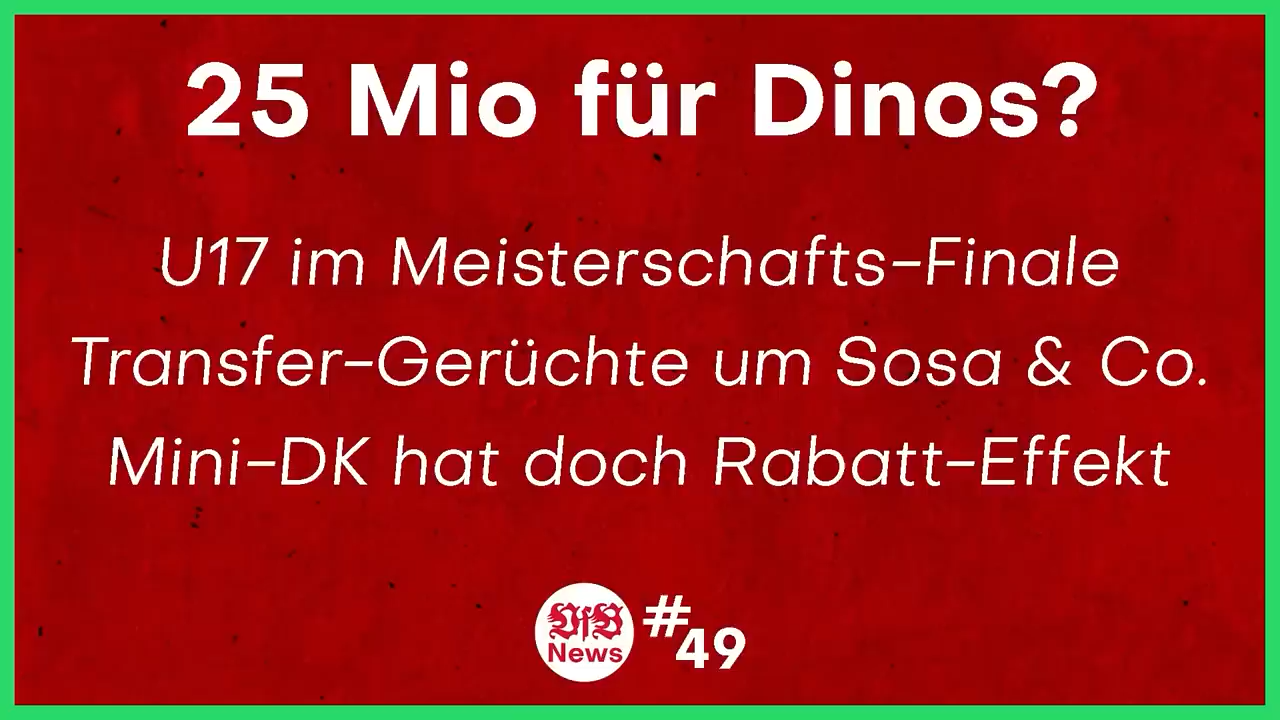 25 Mio für Dinos?
U17 im Meisterschafts-Finale
Transfer-Gerüchte um Sosa & Co.
Mini-DK hat doch Rabatt-Effekt
VfB
News
#49